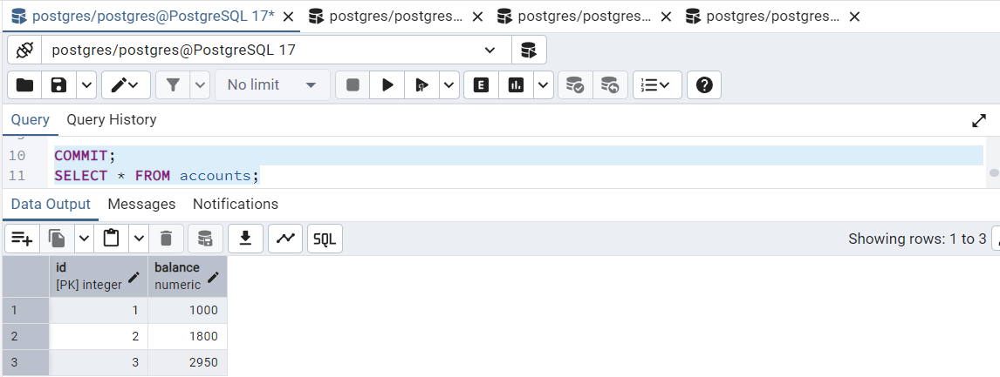 postgres/postgres@PostgreSQL 17*
postgres/postgres...
postgres/postgres...
postgres/postgres...
postgres/postgres@PostgreSQL 17
No limit
E
Query Query History
10 COMMIT;
11 SELECT * FROM accounts;
Data Output Messages Notifications
SQL Showing rows: 1 to 3
id balance
[PK] integer numeric
1 1 1000
2 2 1800
3 3 2950